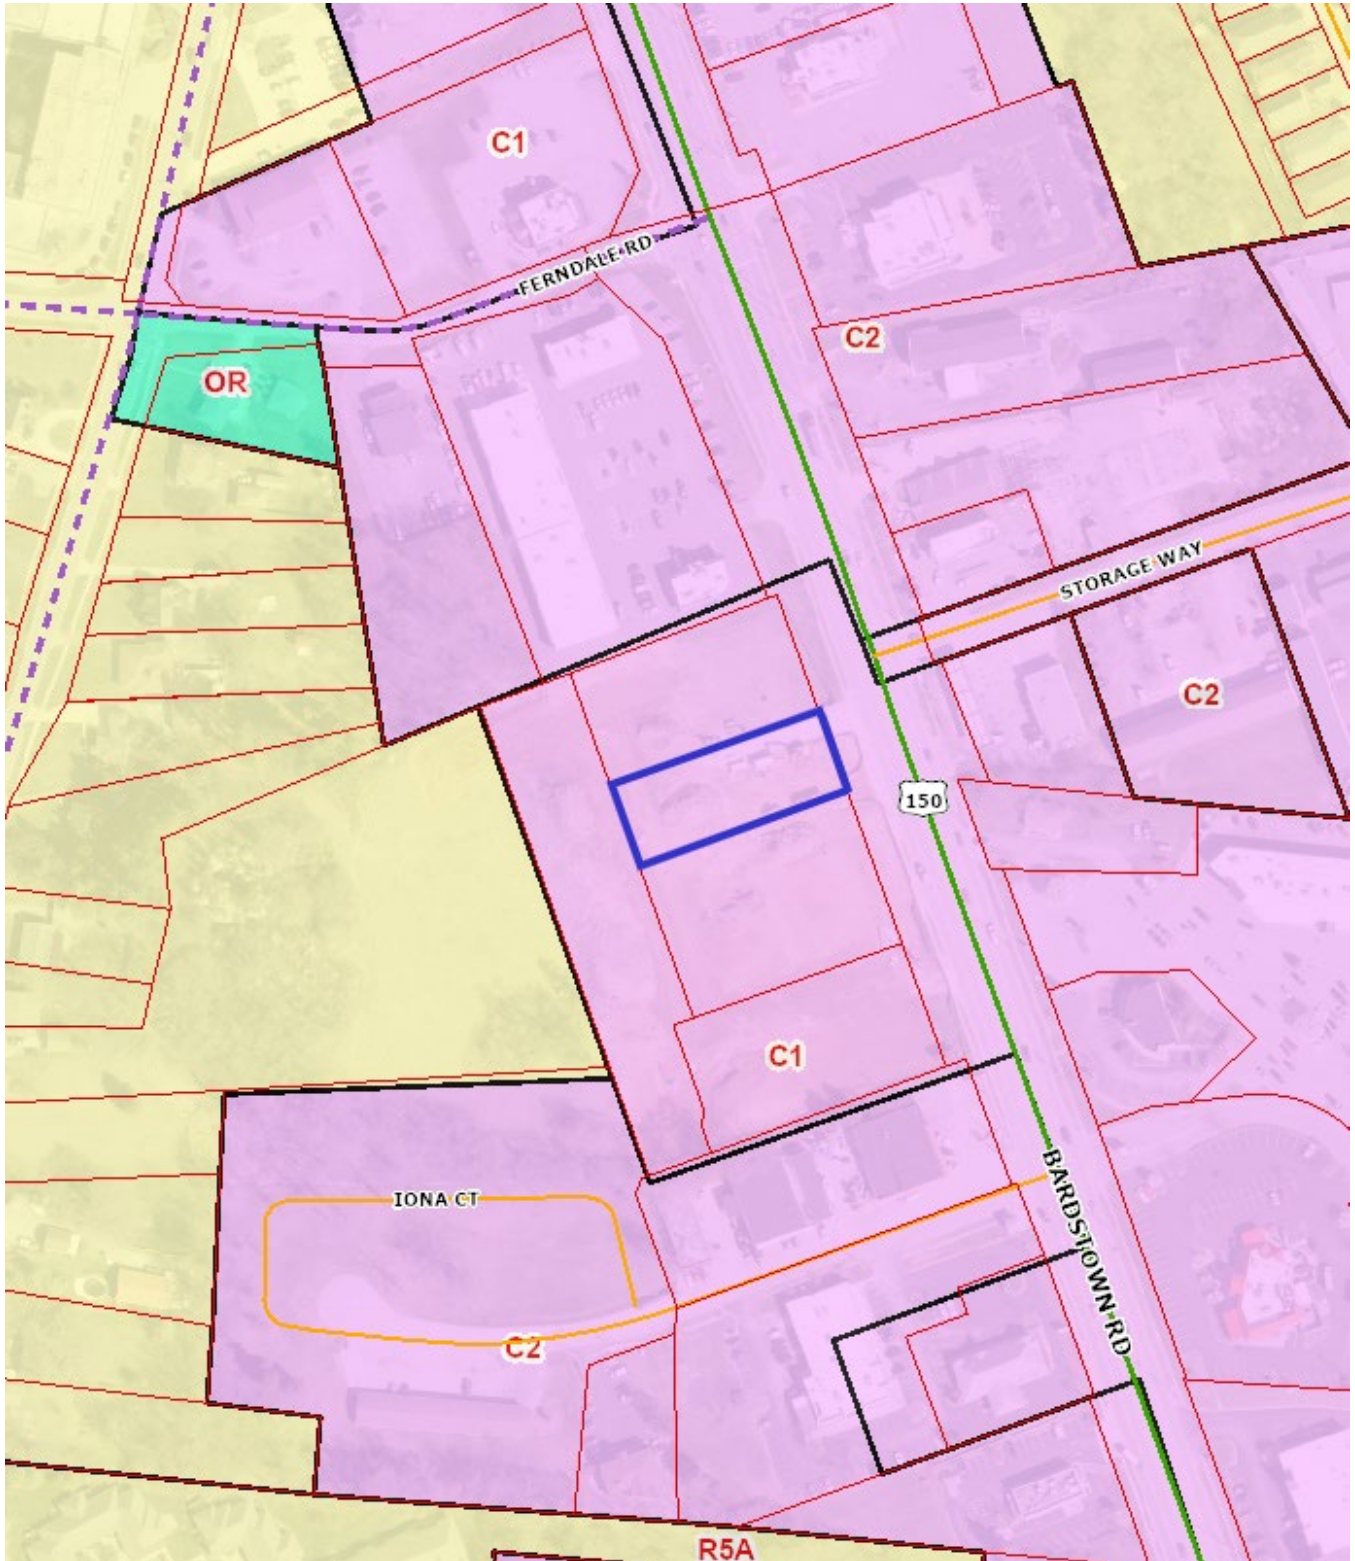 C1
FERNDALE RD
C2
OR
STORAGE WAY
C2
150
C1
BARDSTOWN RD
IONA CT
C2
R5A